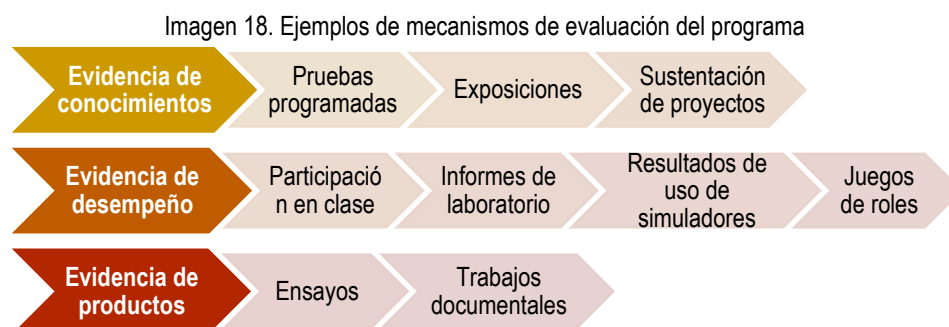 Imagen 18. Ejemplos de mecanismos de evaluación del programa
Evidencia de
conocimientos
Pruebas
programadas
Exposiciones
Sustentación
de proyectos
Evidencia de
desempeño
Participació
n en clase
Informes de
laboratorio
Resultados de
uso de
simuladores
Juegos
de roles
Evidencia de
productos
Ensayos
Trabajos
documentales